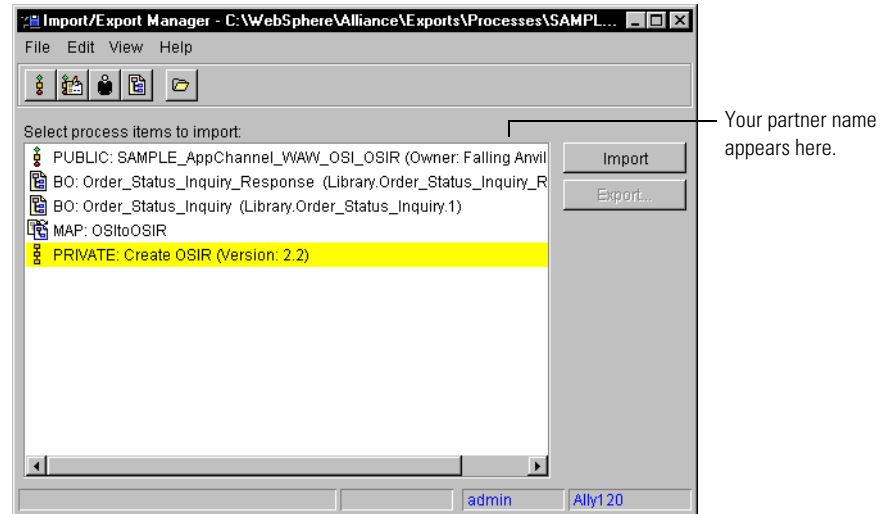 Import/Export Manager - C:\WebSphere\Alliance\Exports\Processes\SAMPL...
File Edit View Help
Select process items to import:
PUBLIC: SAMPLE_AppChannel_WAW_OSI_OSIR (Owner: Falling Anvil
BO: Order_Status_Inquiry_Response (Library.Order_Status_Inquiry_R
BO: Order_Status_Inquiry (Library.Order_Status_Inquiry.1)
MAP: OSItoOSIR
PRIVATE: Create OSIR (Version: 2.2)
Import
Export...
Your partner name
appears here.
admin
Ally120